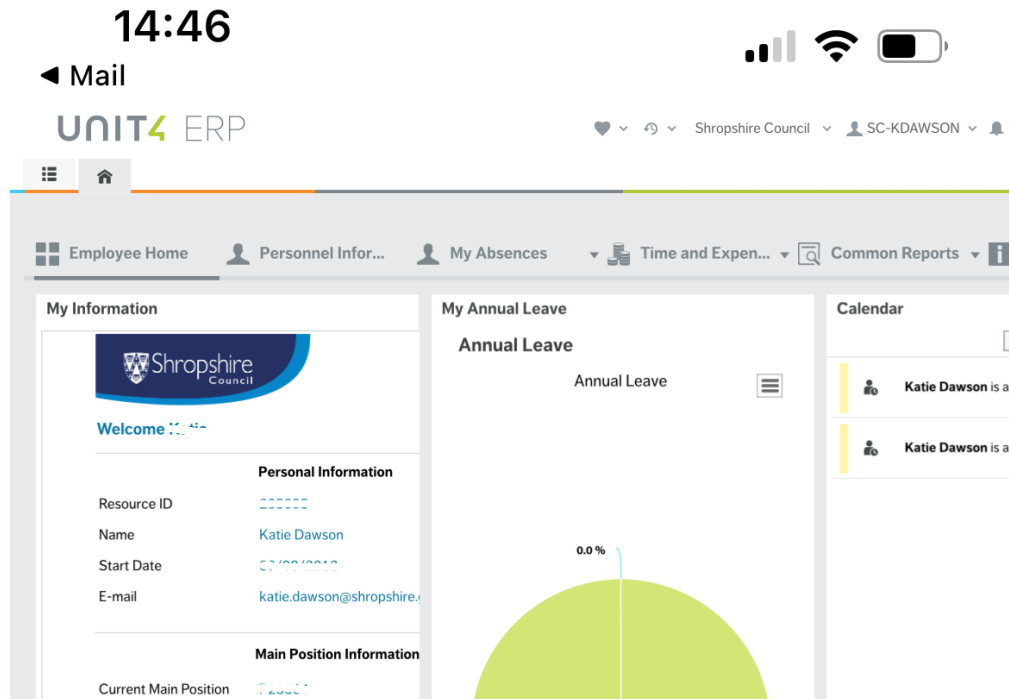 14:46
Mail
UNIT4 ERP
Shropshire Council
SC-KDAWSON
Employee Home
Personnel Infor...
My Absences
Time and Expen...
Common Reports
My Information
Shropshire
Council
Welcome
Personal Information
Resource ID
Name Katie Dawson
Start Date
E-mail katie.dawson@shropshire.
Main Position Information
Current Main Position
My Annual Leave
Annual Leave
Annual Leave
0.0 %
Calendar
Katie Dawson is a
Katie Dawson is a